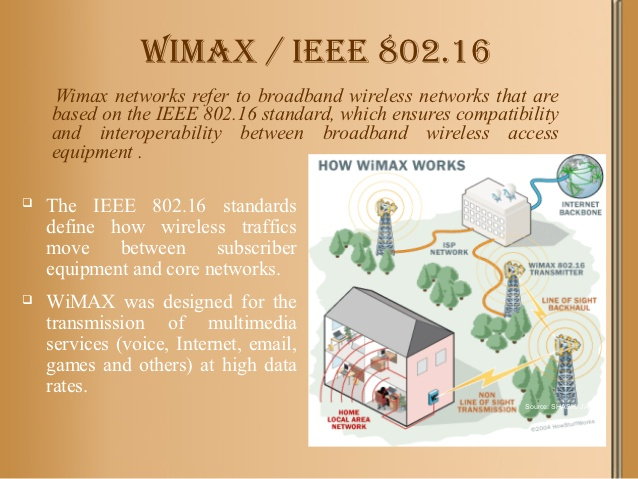 WIMAX / IEEE 802.16
Wimax networks refer to broadband wireless networks that are
based on the IEEE 802.16 standard, which ensures compatibility
and interoperability between broadband wireless access
equipment .
The IEEE 802.16 standards
define how wireless traffics
move between subscriber
equipment and core networks.
WiMAX was designed for the
transmission of multimedia
services (voice, Internet, email,
games and others) at high data
rates.
HOW WiMAX WORKS
INTERNET
BACKBONE
ISP
NETWORK
WiMAX 802.16
TRANSMITTER
LINE OF SIGHT
BACKHAUL
NON
LINE OF SIGHT
TRANSMISSION
HOME
LOCAL AREA
NETWORK
Source:
©2004 HowStuffWorks